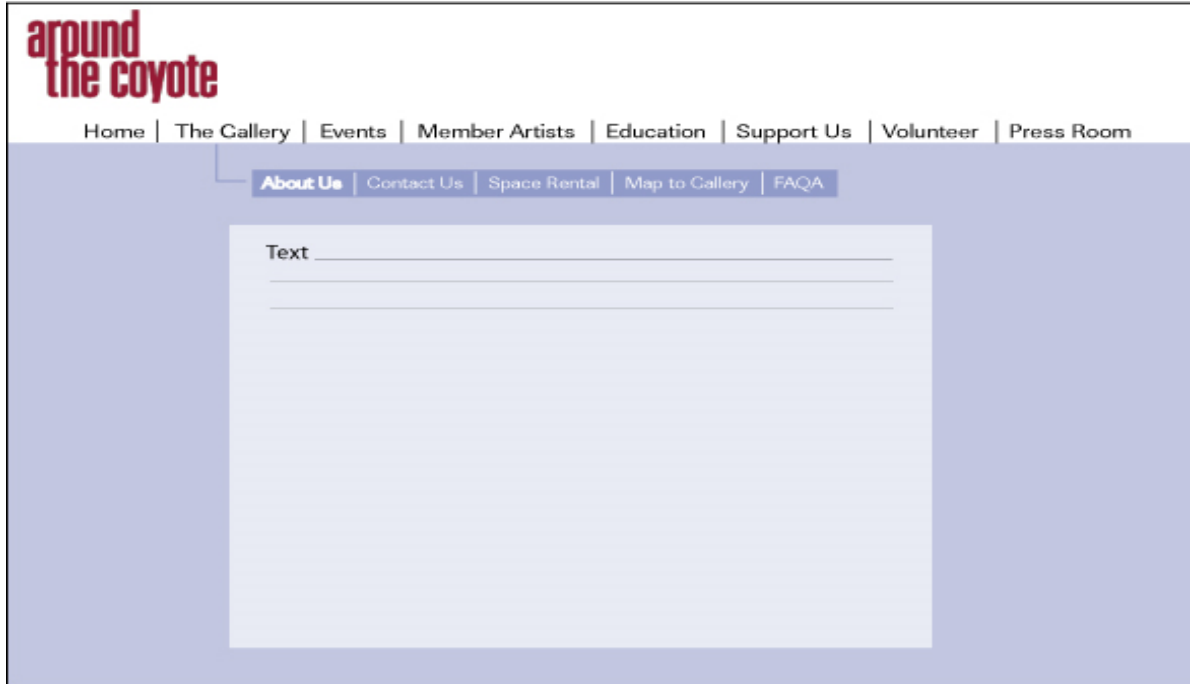 around
the coyote
Home | The Gallery | Events | Member Artists | Education | Support Us | Volunteer | Press Room
About Us | Contact Us | Space Rental | Map to Gallery | FAQA
Text